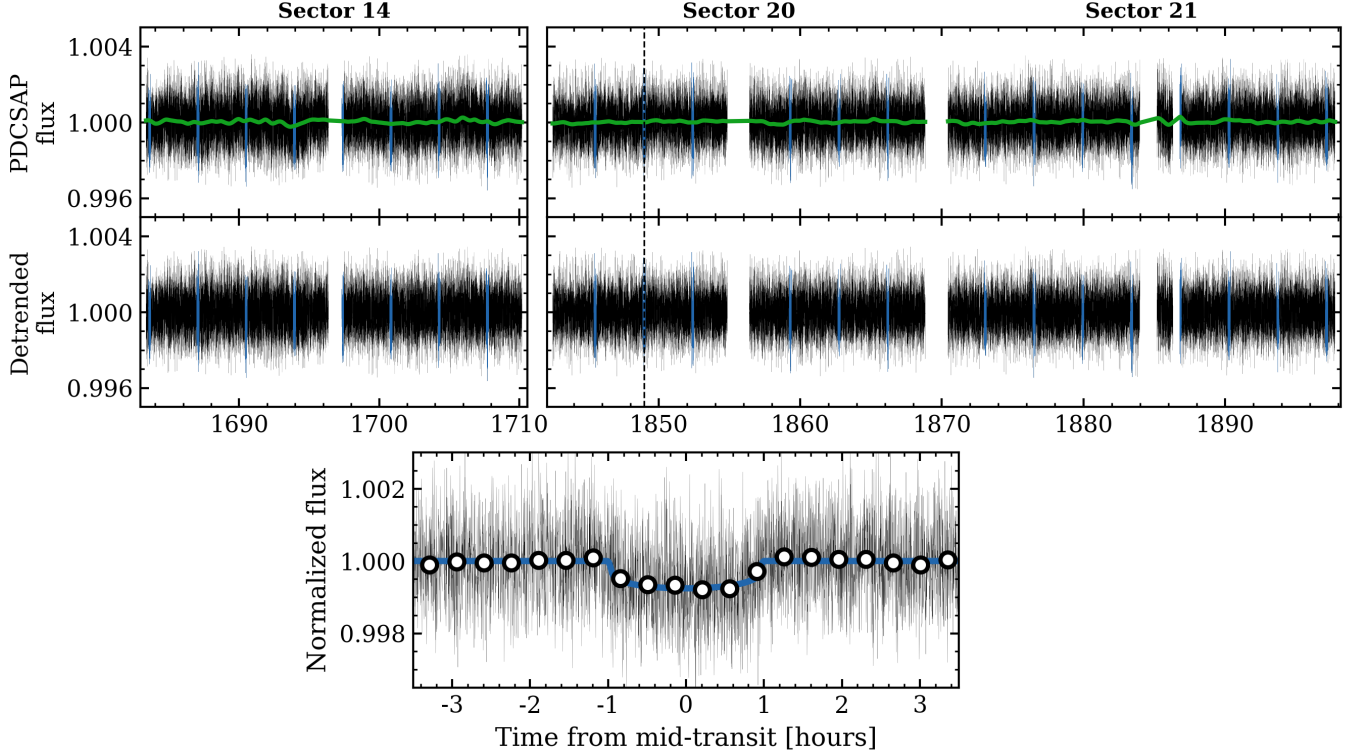 Sector 14 Sector 20 Sector 21
PDCSAP
flux
1.004
1.000
0.996
Detrended
flux
1.004
1.000
0.996
1690 1700 1710 1850 1860 1870 1880 1890
Normalized flux
1.002
1.000
0.998
-3 -2 -1 0 1 2 3
Time from mid-transit [hours]